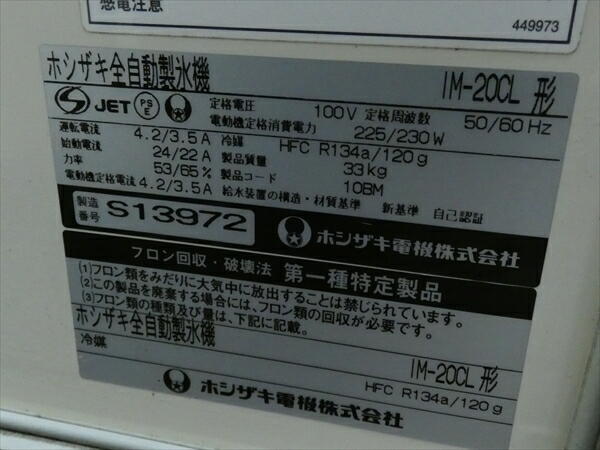 感電注意
449973
ホシザキ全自動製氷機 IM-20CL 形
JET PS E 定格電圧 100V 定格周波数 50/60Hz
電動機定格消費電力 225/230W
運転電流 4.2/3.5A 冷媒 HFC R134a/120g
始動電流 24/22A 製品質量 33kg
力率 53/65% 製品コード 10BM
電動機定格電流 4.2/3.5A 給水装置の構造・材質基準 新基準 自己認証
製造番号 S13972 ホシザキ電機株式会社
フロン回収・破壊法 第一種特定製品
(1)フロン類をみだりに大気中に放出することは禁じられています。
(2)この製品を廃棄する場合には、フロン類の回収が必要です。
(3)フロン類の種類及び量は、下記に記載。
ホシザキ全自動製氷機 IM-20CL 形
冷媒 HFC R134a/120g
ホシザキ電機株式会社